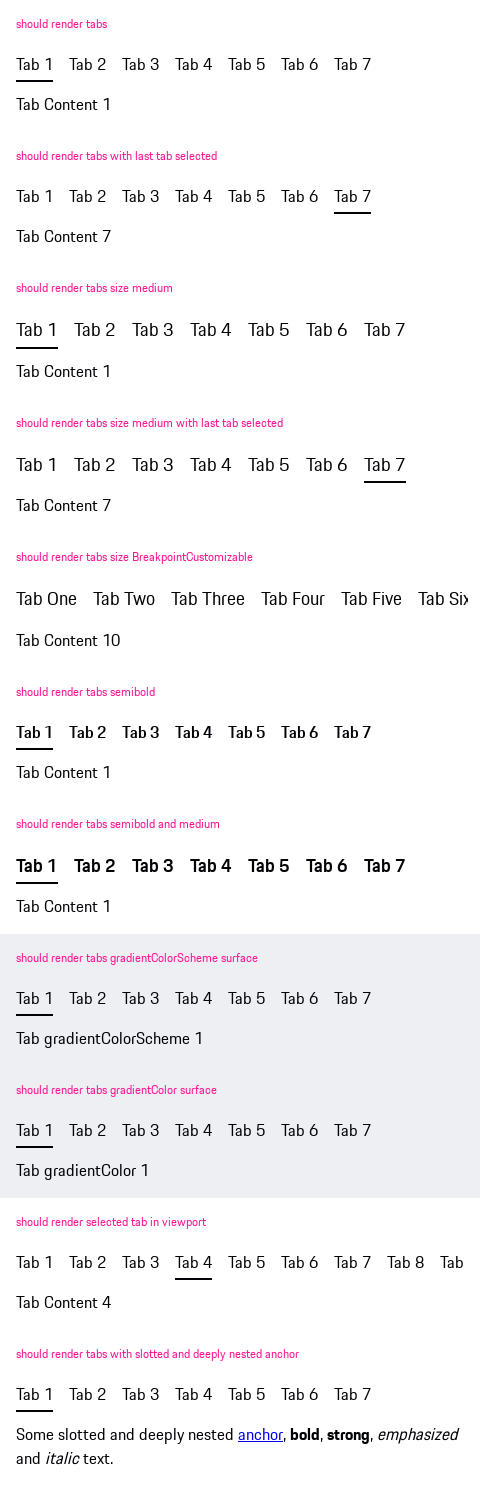 should render tabs
Tab 1 Tab 2 Tab 3 Tab 4 Tab 5 Tab 6 Tab 7
Tab Content 1
should render tabs with last tab selected
Tab 1 Tab 2 Tab 3 Tab 4 Tab 5 Tab 6 Tab 7
Tab Content 7
should render tabs size medium
Tab 1 Tab 2 Tab 3 Tab 4 Tab 5 Tab 6 Tab 7
Tab Content 1
should render tabs size medium with last tab selected
Tab 1 Tab 2 Tab 3 Tab 4 Tab 5 Tab 6 Tab 7
Tab Content 7
should render tabs size BreakpointCustomizable
Tab One Tab Two Tab Three Tab Four Tab Five Tab Six
Tab Content 10
should render tabs semibold
Tab 1 Tab 2 Tab 3 Tab 4 Tab 5 Tab 6 Tab 7
Tab Content 1
should render tabs semibold and medium
Tab 1 Tab 2 Tab 3 Tab 4 Tab 5 Tab 6 Tab 7
Tab Content 1
should render tabs gradientColorScheme surface
Tab 1 Tab 2 Tab 3 Tab 4 Tab 5 Tab 6 Tab 7
Tab gradientColorScheme 1
should render tabs gradientColor surface
Tab 1 Tab 2 Tab 3 Tab 4 Tab 5 Tab 6 Tab 7
Tab gradientColor 1
should render selected tab in viewport
Tab 1 Tab 2 Tab 3 Tab 4 Tab 5 Tab 6 Tab 7 Tab 8 Tab
Tab Content 4
should render tabs with slotted and deeply nested anchor
Tab 1 Tab 2 Tab 3 Tab 4 Tab 5 Tab 6 Tab 7
Some slotted and deeply nested anchor, bold, strong, emphasized
and italic text.